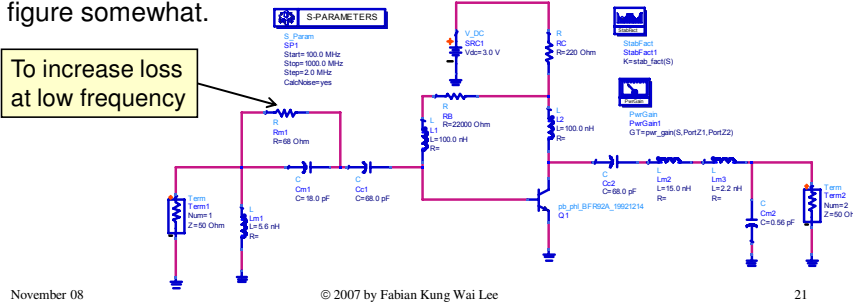 figure somewhat.
To increase loss
at low frequency
S-PARAMETERS
S_Param
SP1
Start=100.0 MHz
Stop=1000.0 MHz
Step=2.0 MHz
CalcNoise=yes
V_DC
SRC1
Vdc=3.0 V
R
RC
R=220 Ohm
StabFact
StabFact
StabFact1
K=stab_fact(S)
PwrGain
PwrGain
PwrGain1
GT=pwr_gain(S,PortZ1,PortZ2)
R
Rm1
R=68 Ohm
R
RB
R=22000 Ohm
L
L1
L=100.0 nH
R=
L
L2
L=100.0 nH
R=
C
Cm1
C=18.0 pF
C
Cc1
C=68.0 pF
Term
Term1
Num=1
Z=50 Ohm
L
Lm1
L=5.6 nH
R=
pb_phl_BFR92A_19921214
Q1
C
Cc2
C=68.0 pF
L
Lm2
L=15.0 nH
R=
L
Lm3
L=2.2 nH
R=
C
Cm2
C=0.56 pF
Term
Term2
Num=2
Z=50 Oh
November 08
© 2007 by Fabian Kung Wai Lee
21